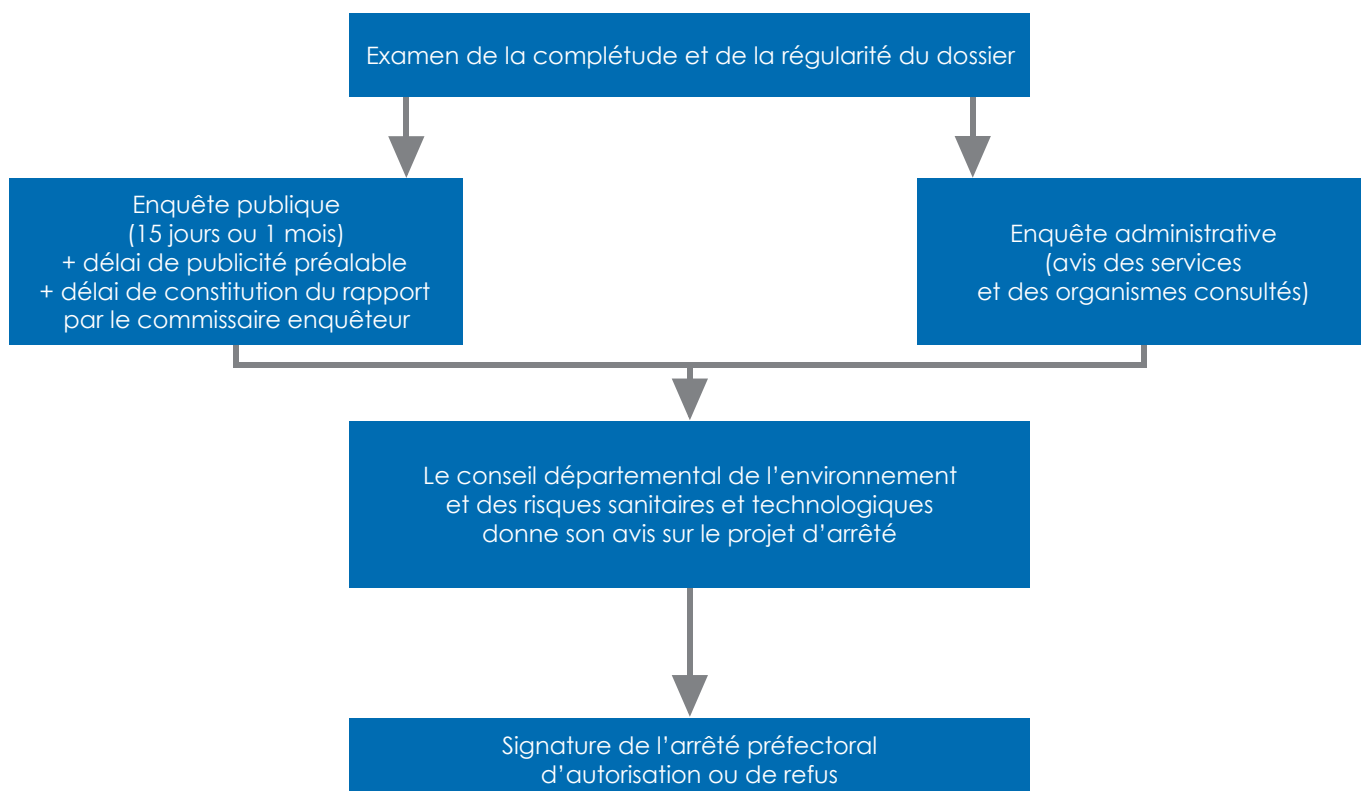 Examen de la complétude et de la régularité du dossier
Enquête publique
(15 jours ou 1 mois)
+ délai de publicité préalable
+ délai de constitution du rapport
par le commissaire enquêteur
Enquête administrative
(avis des services
et des organismes consultés)
Le conseil départemental de l’environnement
et des risques sanitaires et technologiques
donne son avis sur le projet d’arrêté
Signature de l’arrêté préfectoral
d’autorisation ou de refus